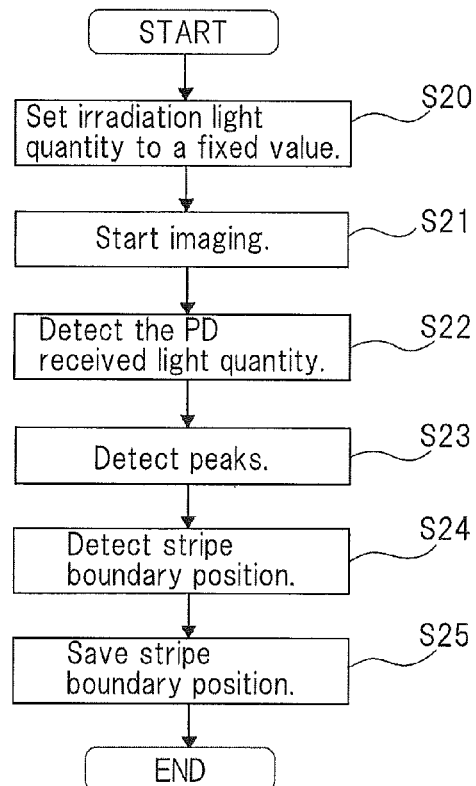 START
S20
Set irradiation light
quantity to a fixed value.
S21
Start imaging.
S22
Detect the PD
received light quantity.
S23
Detect peaks.
S24
Detect stripe
boundary position.
S25
Save stripe
boundary position.
END